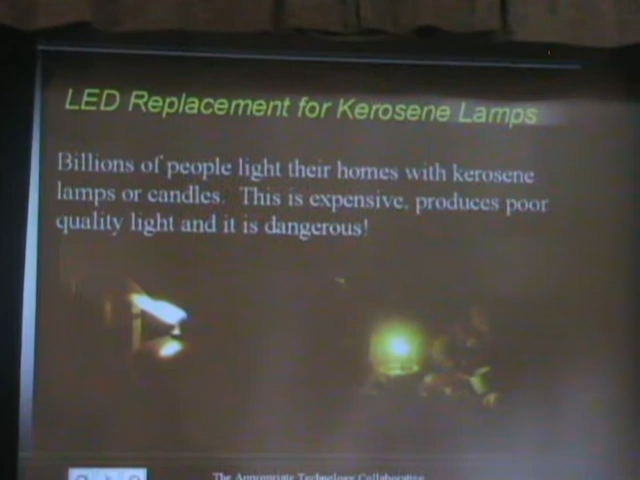 LED Replacement for Kerosene Lamps
Billions of people light their homes with kerosene
lamps or candles. This is expensive, produces poor
quality light and it is dangerous!
The Appropriate Technology Collaborative